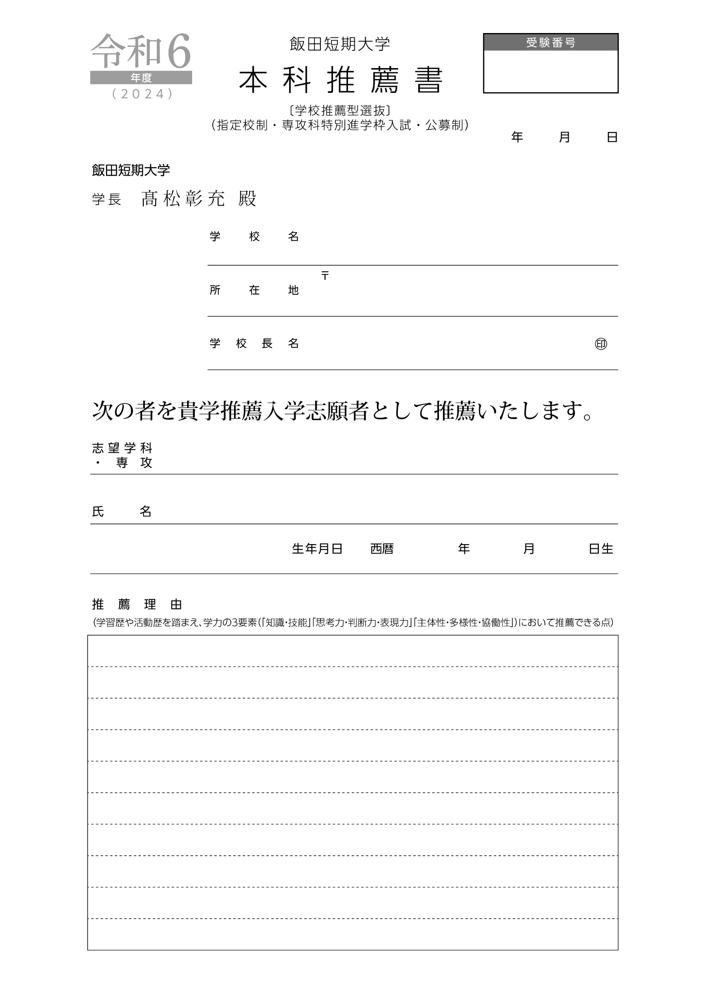 令和6
年度
(2024)
飯田短期大学
本科推薦書
〔学校推薦型選抜〕
(指定校制・専攻科特別進学枠入試・公募制)
受験番号
年 月 日
飯田短期大学
学長 髙松彰充 殿
学校名
〒
所在地
学校長名 ㊞
次の者を貴学推薦入学志願者として推薦いたします。
志望学科
・専攻
氏名
生年月日 西暦 年 月 日生
推薦理由
(学習歴や活動歴を踏まえ、学力の3要素(「知識・技能」「思考力・判断力・表現力」「主体性・多様性・協働性」)において推薦できる点)